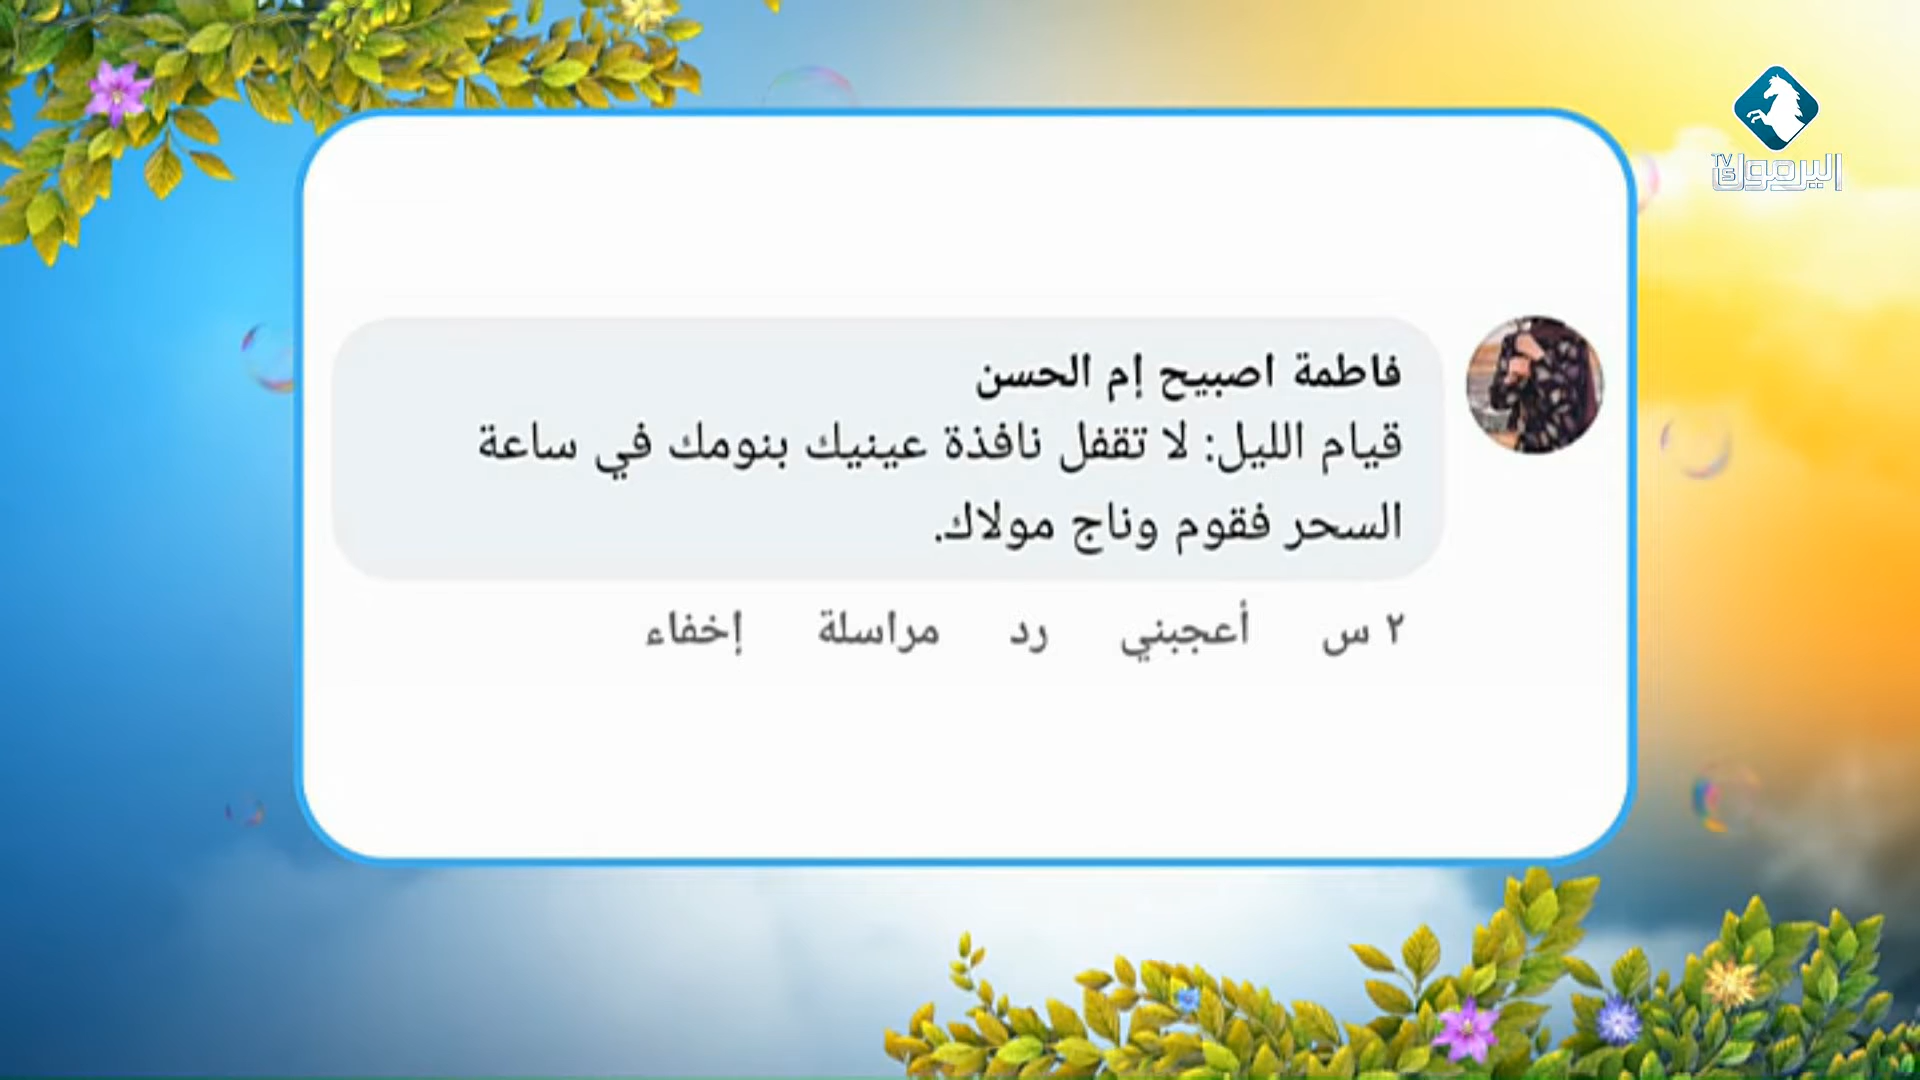 اليرموك
TV
فاطمة اصبيح إم الحسن
قيام الليل: لا تقفل نافذة عينيك بنومك في ساعة
السحر فقوم وناج مولاك.
٢ س أعجبني رد مراسلة إخفاء